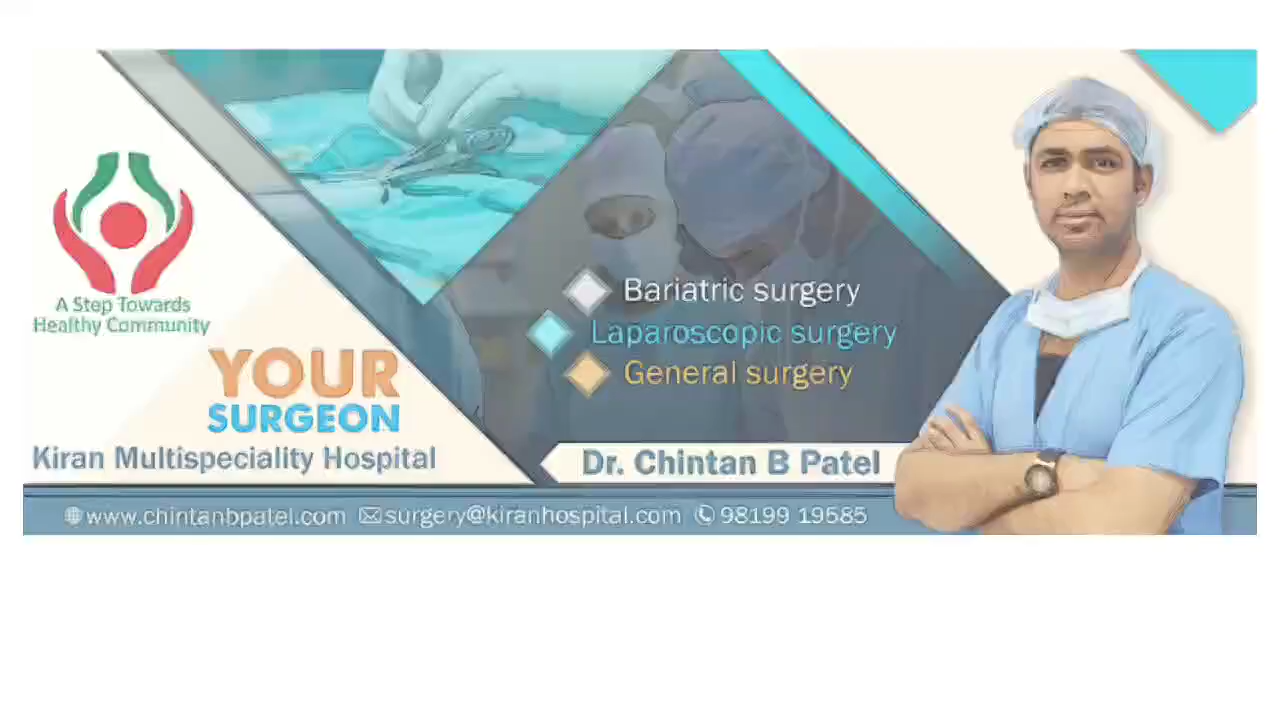 A Step Towards
Healthy Community
YOUR
SURGEON
Kiran Multispeciality Hospital
Bariatric surgery
Laparoscopic surgery
General surgery
Dr. Chintan B Patel
www.chintanbpatel.com surgery@kiranhospital.com 98199 19585